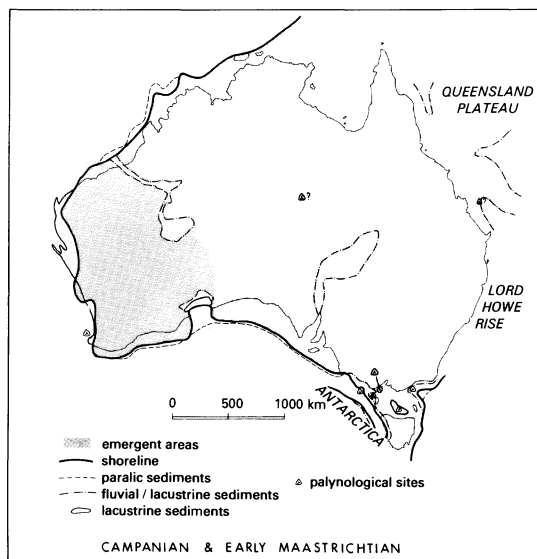 QUEENSLAND
PLATEAU
?
LORD
HOWE
RISE
ANTARCTICA
0 500 1000 km
emergent areas
shoreline
paralic sediments
fluvial / lacustrine sediments
palynological sites
lacustrine sediments
CAMPANIAN & EARLY MAASTRICHTIAN